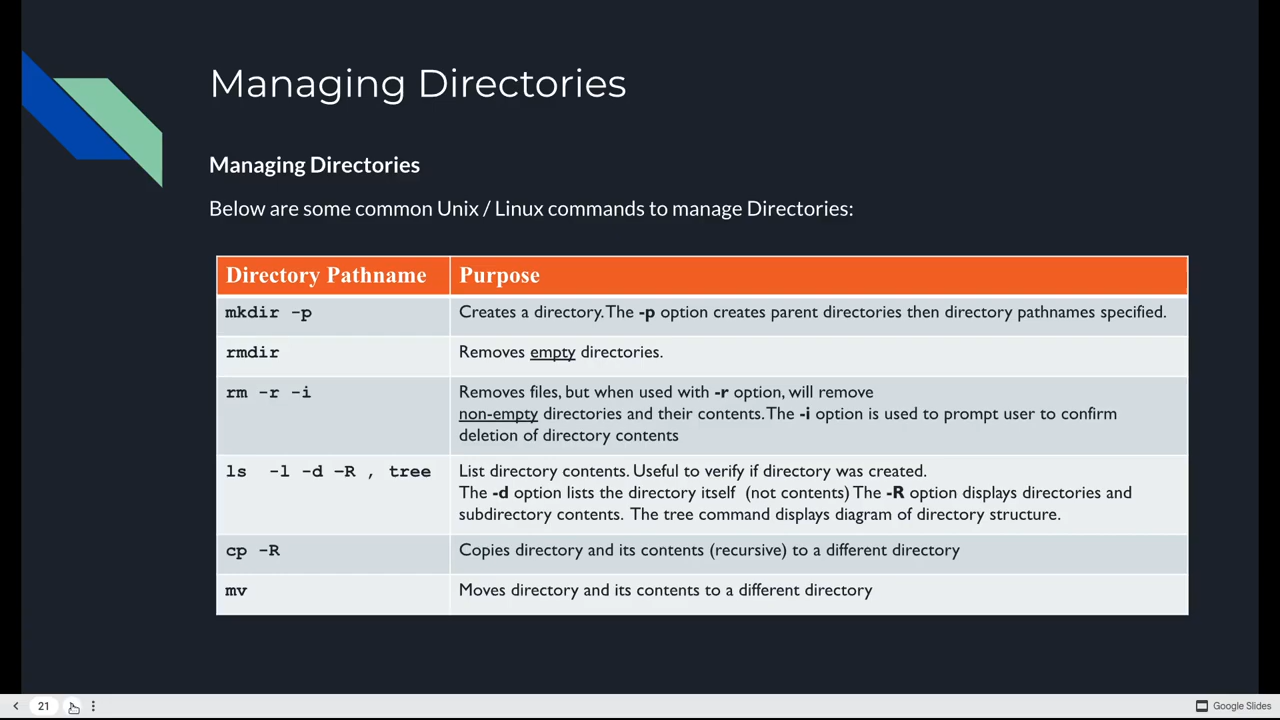 Managing Directories
Managing Directories
Below are some common Unix / Linux commands to manage Directories:
Directory Pathname Purpose
mkdir -p Creates a directory. The -p option creates parent directories then directory pathnames specified.
rmdir Removes empty directories.
rm -r -i Removes files, but when used with -r option, will remove
non-empty directories and their contents. The -i option is used to prompt user to confirm
deletion of directory contents
ls -l -d –R , tree List directory contents. Useful to verify if directory was created.
The -d option lists the directory itself (not contents) The -R option displays directories and
subdirectory contents. The tree command displays diagram of directory structure.
cp -R Copies directory and its contents (recursive) to a different directory
mv Moves directory and its contents to a different directory
21 Google Slides